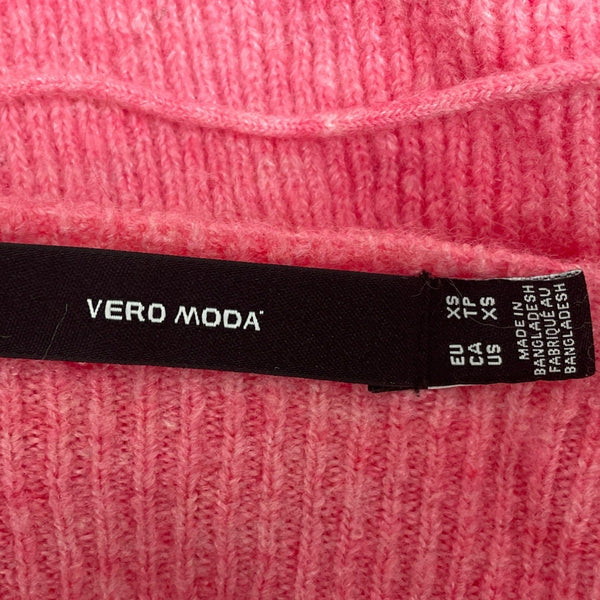 VERO MODA
EU XS
CA TP
US XS
MADE IN
BANGLADESH
FABRIQUÉ AU
BANGLADESH